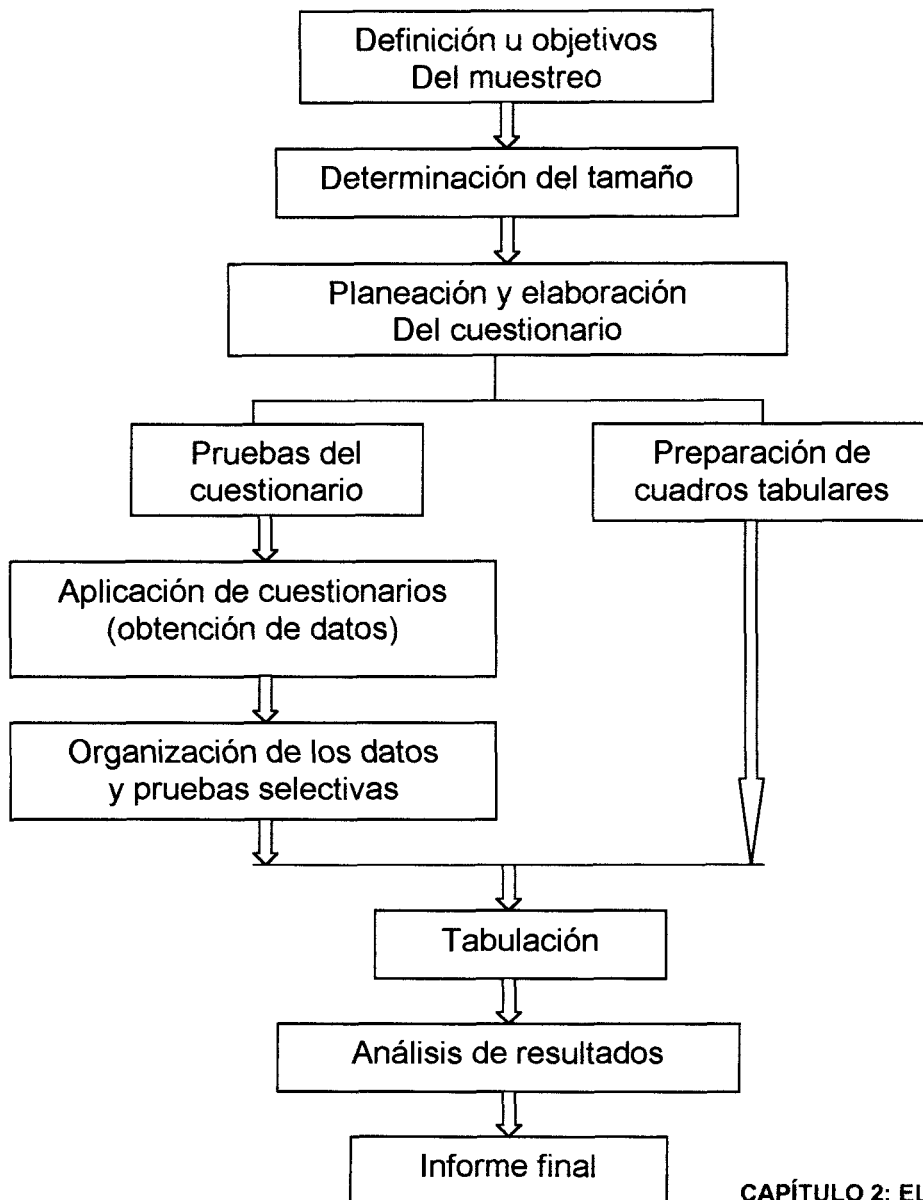 Definición u objetivos
Del muestreo
Determinación del tamaño
Planeación y elaboración
Del cuestionario
Pruebas del
cuestionario
Preparación de
cuadros tabulares
Aplicación de cuestionarios
(obtención de datos)
Organización de los datos
y pruebas selectivas
Tabulación
Análisis de resultados
Informe final
CAPÍTULO 2: El